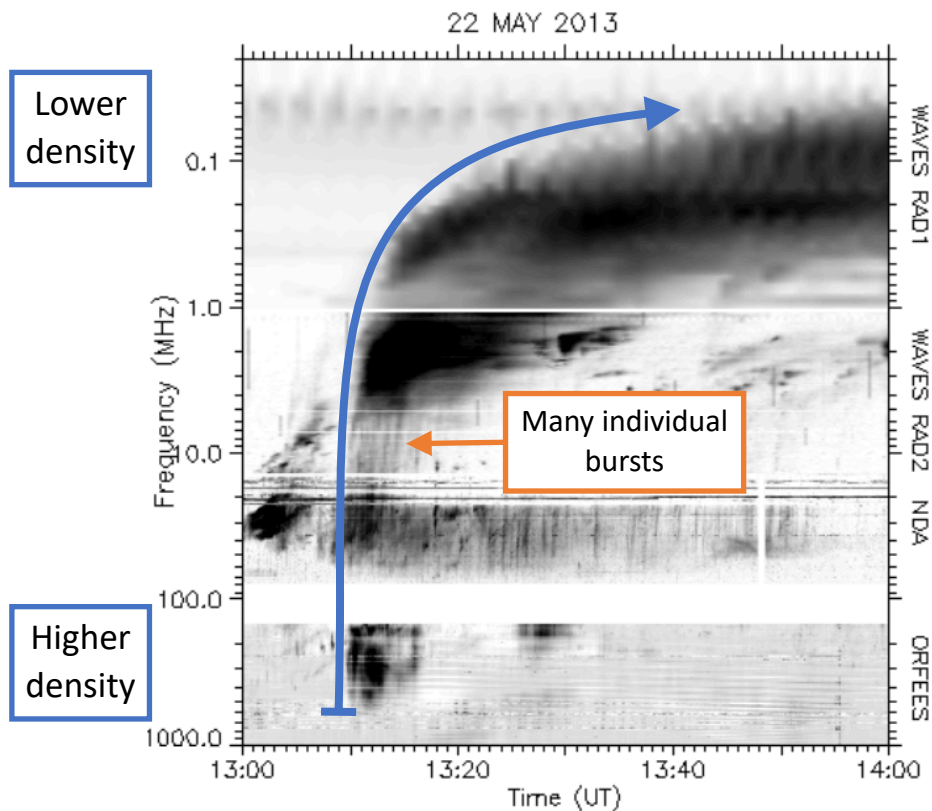 22 MAY 2013
Lower
density
0.1
1.0
10.0
100.0
1000.0
Frequency (MHz)
WAVES RAD1
WAVES RAD2
NDA
ORFEES
Many individual
bursts
Higher
density
13:00
13:20
13:40
14:00
Time (UT)